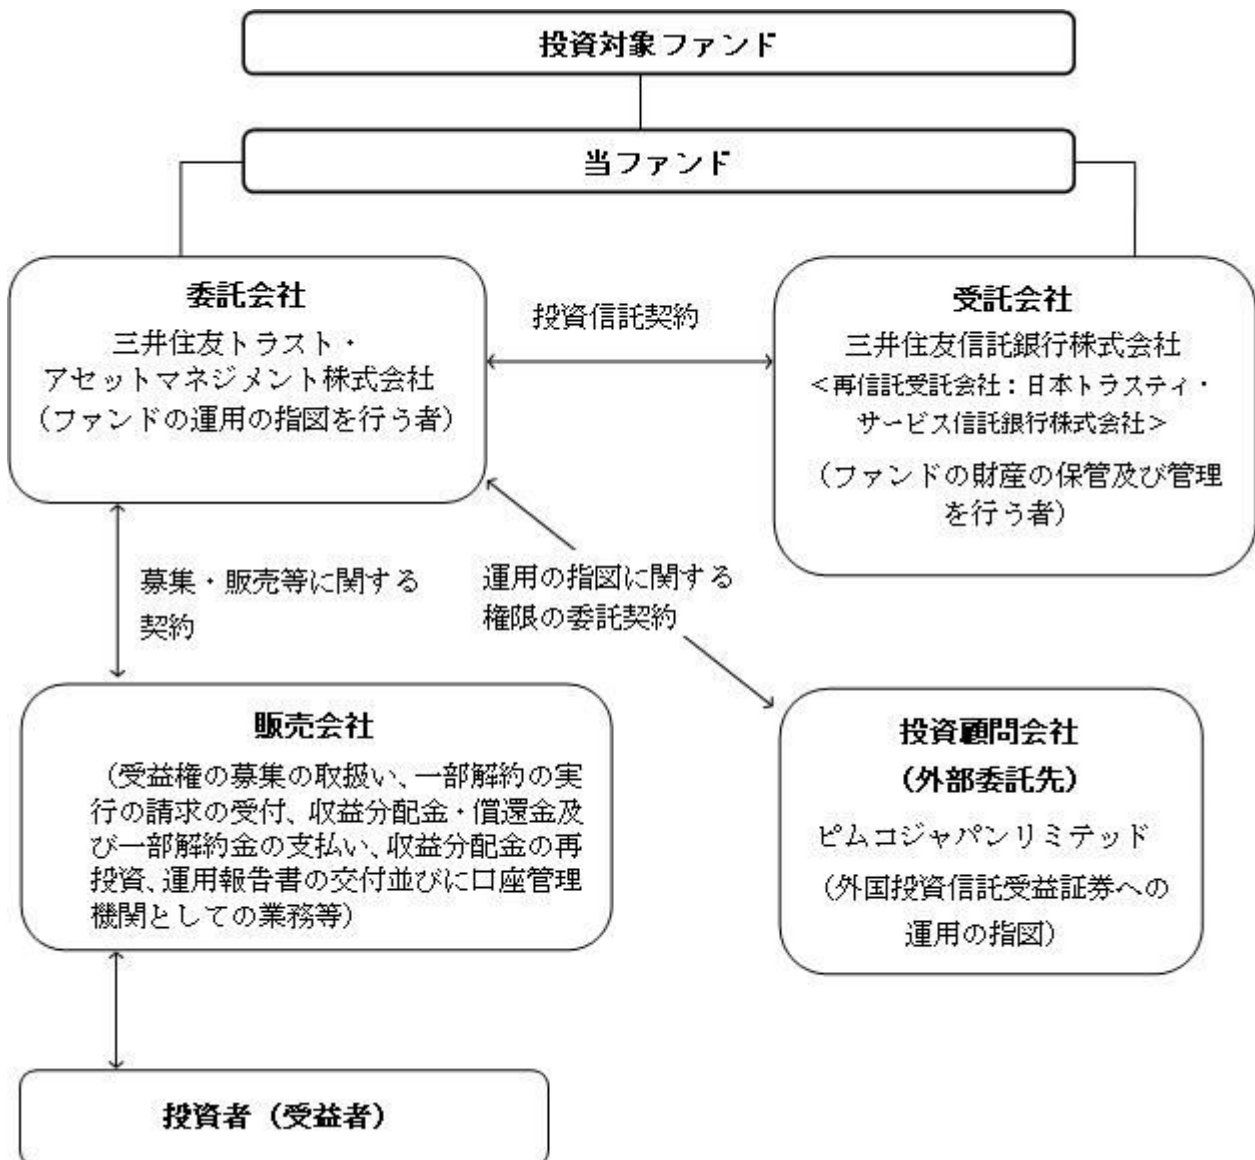 投資対象ファンド
当ファンド
委託会社
三井住友トラスト・
アセットマネジメント株式会社
（ファンドの運用の指図を行う者）
投資信託契約
受託会社
三井住友信託銀行株式会社
＜再信託受託会社：日本トラスティ・
サービス信託銀行株式会社＞
（ファンドの財産の保管及び管理
を行う者）
募集・販売等に関する
契約
運用の指図に関する
権限の委託契約
販売会社
（受益権の募集の取扱い、一部解約の実
行の請求の受付、収益分配金・償還金及
び一部解約金の支払い、収益分配金の再
投資、運用報告書の交付並びに口座管理
機関としての業務等）
投資顧問会社
（外部委託先）
ピムコジャパンリミテッド
（外国投資信託受益証券への
運用の指図）
投資者（受益者）